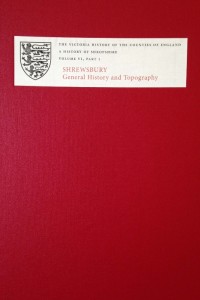 THE VICTORIA HISTORY OF THE COUNTIES OF ENGLAND
A HISTORY OF SHROPSHIRE
VOLUME VI, PART 1
SHREWSBURY
General History and Topography